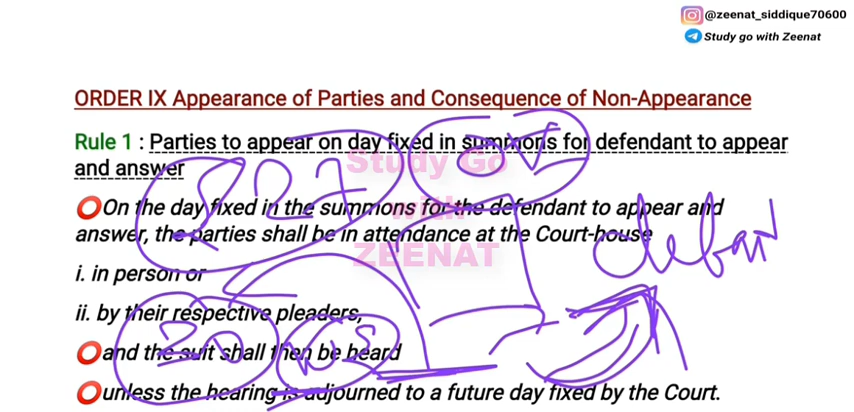 @zeenat_siddique70600
Study go with Zeenat
ORDER IX Appearance of Parties and Consequence of Non-Appearance
Rule 1 : Parties to appear on day fixed in summons for defendant to appear
and answer
On the day fixed in the summons for the defendant to appear and
answer, the parties shall be in attendance at the Court-house
i. in person or
ii. by their respective pleaders,
and the suit shall then be heard
unless the hearing is adjourned to a future day fixed by the Court.
Study Go
with
ZEENAT